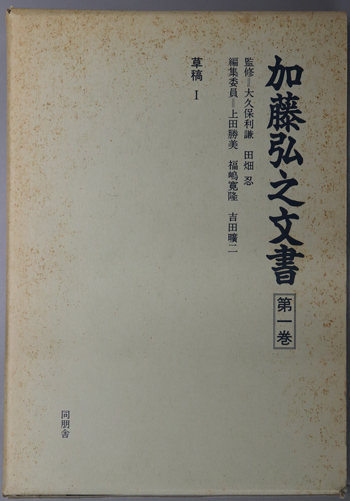 加藤弘之文書
第一巻
監修=大久保利謙 田畑 忍
編集委員=上田勝美 福嶋寛隆 吉田曠二
草稿 I
同朋舎